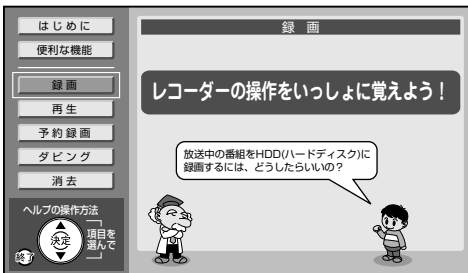 はじめに
便利な機能
録画
再生
予約録画
ダビング
消去
ヘルプの操作方法
決定
項目を
選んで
終了
録 画
レコーダーの操作をいっしょに覚えよう！
放送中の番組をHDD(ハードディスク)に
録画するには、どうしたらいいの？